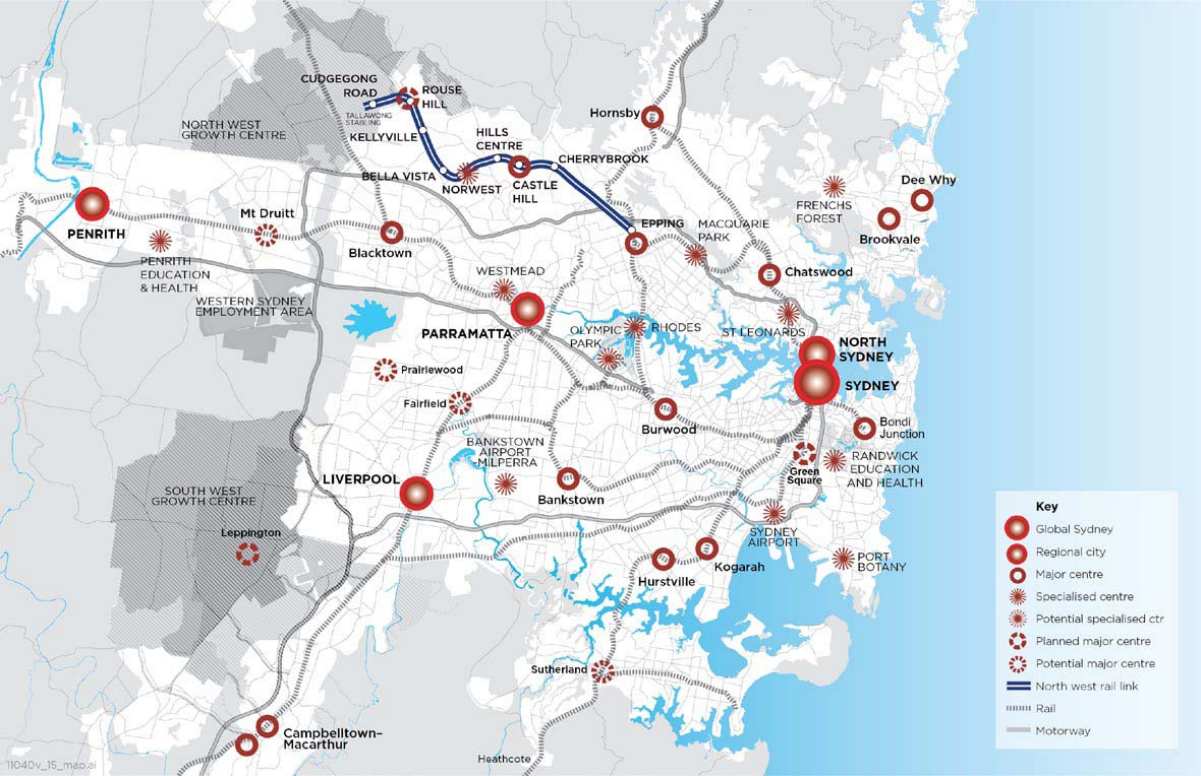 CUDGEGONG
ROAD
ROUSE
HILL
TALLAWONG
STABLING
KELLYVILLE
NORTH WEST
GROWTH CENTRE
HILLS
CENTRE
CHERRYBROOK
BELLA VISTA
NORWEST
CASTLE
HILL
Hornsby
Dee Why
FRENCHS
FOREST
Brookvale
PENRITH
Mt Druitt
PENRITH
EDUCATION
& HEALTH
Blacktown
EPPING
MACQUARIE
PARK
Chatswood
WESTMEAD
WESTERN SYDNEY
EMPLOYMENT AREA
PARRAMATTA
OLYMPIC
PARK
RHODES
ST LEONARDS
NORTH
SYDNEY
SYDNEY
Prairiewood
Fairfield
Burwood
Bondi
Junction
BANKSTOWN
AIRPORT
-MILPERRA
Green
Square
RANDWICK
EDUCATION
AND HEALTH
LIVERPOOL
Bankstown
SOUTH WEST
GROWTH CENTRE
Leppington
SYDNEY
AIRPORT
PORT
BOTANY
Kogarah
Hurstville
Sutherland
Campbelltown–
Macarthur
Heathcote
Key
Global Sydney
Regional city
Major centre
Specialised centre
Potential specialised ctr
Planned major centre
Potential major centre
North west rail link
Rail
Motorway
11040v_15_map.ai